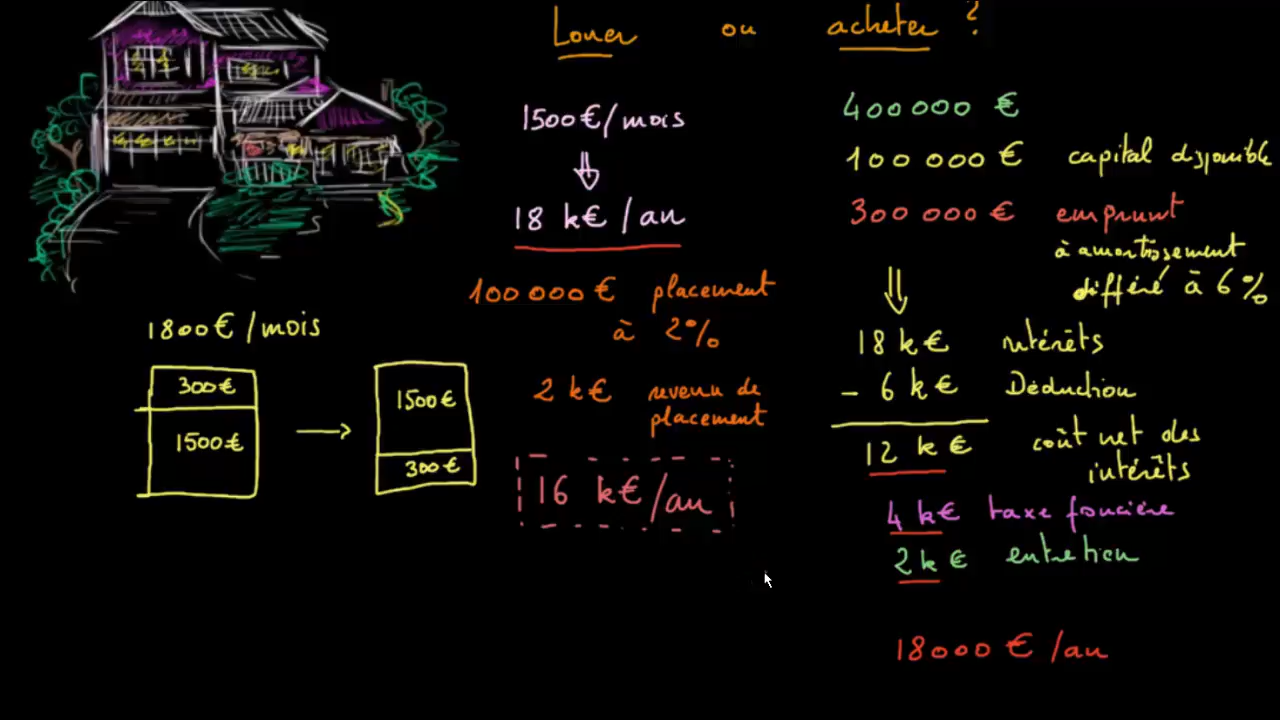 Louer ou acheter ?
1500€/mois
18 k€/an
100 000 € placement
à 2%
2 k€ revenu de
placement
16 k€/an
400 000 €
100 000 € capital disponible
300 000 € emprunt
à amortissement
différé à 6%
18 k€ intérêts
- 6 k€ Déduction
12 k€ coût net des
intérêts
4 k€ taxe foncière
2k€ entretien
18000 € /an
1800€/mois
300€
1500€
1500€
300€